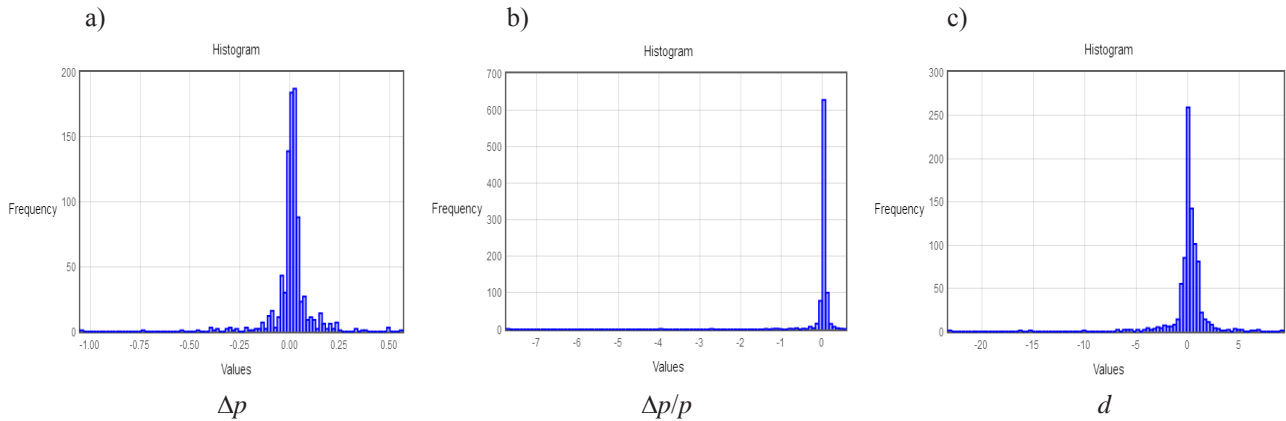 a)
Histogram
200
150
100
50
0
Frequency
-1.00 -0.75 -0.50 -0.25 0.00 0.25 0.50
Values
Δp
b)
Histogram
700
600
500
400
300
200
100
0
Frequency
-7 -6 -5 -4 -3 -2 -1 0
Values
Δp/p
c)
Histogram
300
250
200
150
100
50
0
Frequency
-20 -15 -10 -5 0 5
Values
d